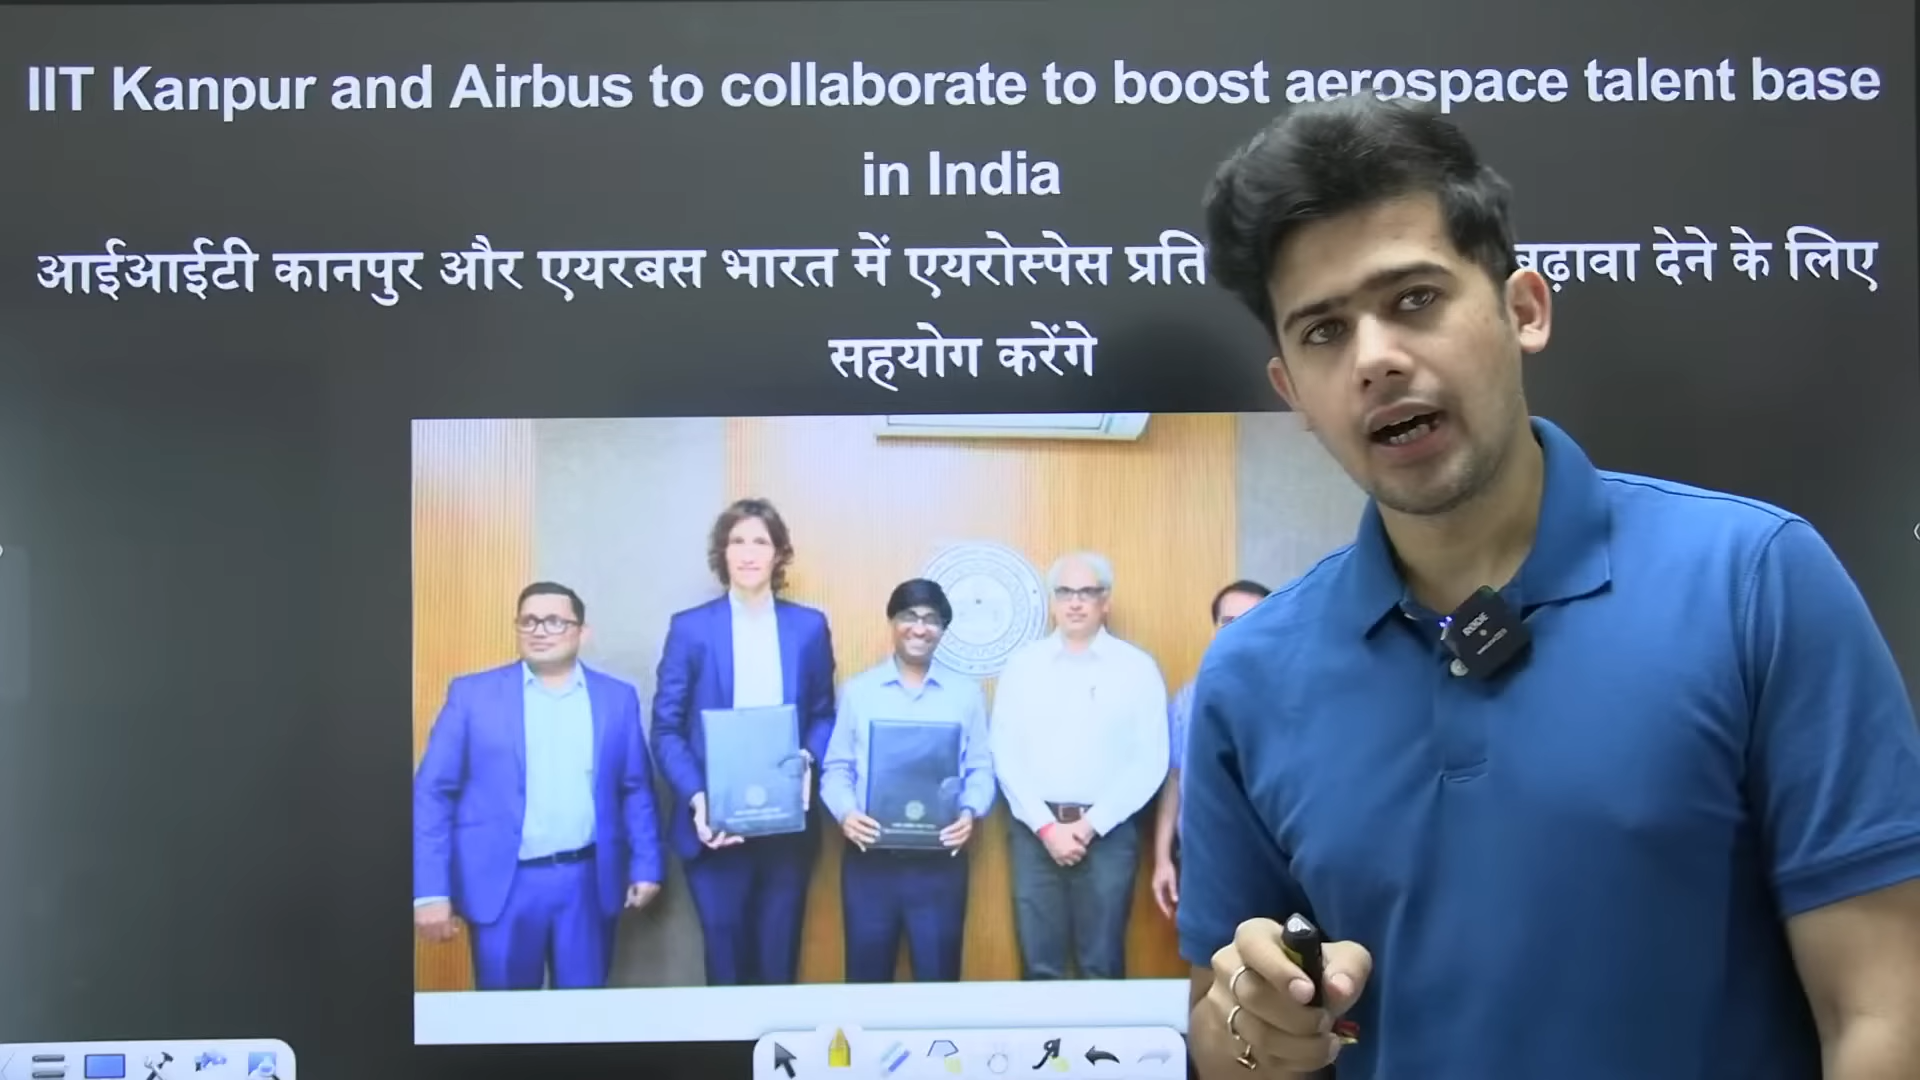 IIT Kanpur and Airbus to collaborate to boost aerospace talent base
in India
आईआईटी कानपुर और एयरबस भारत में एयरोस्पेस प्रति बढ़ावा देने के लिए
सहयोग करेंगे
RODE